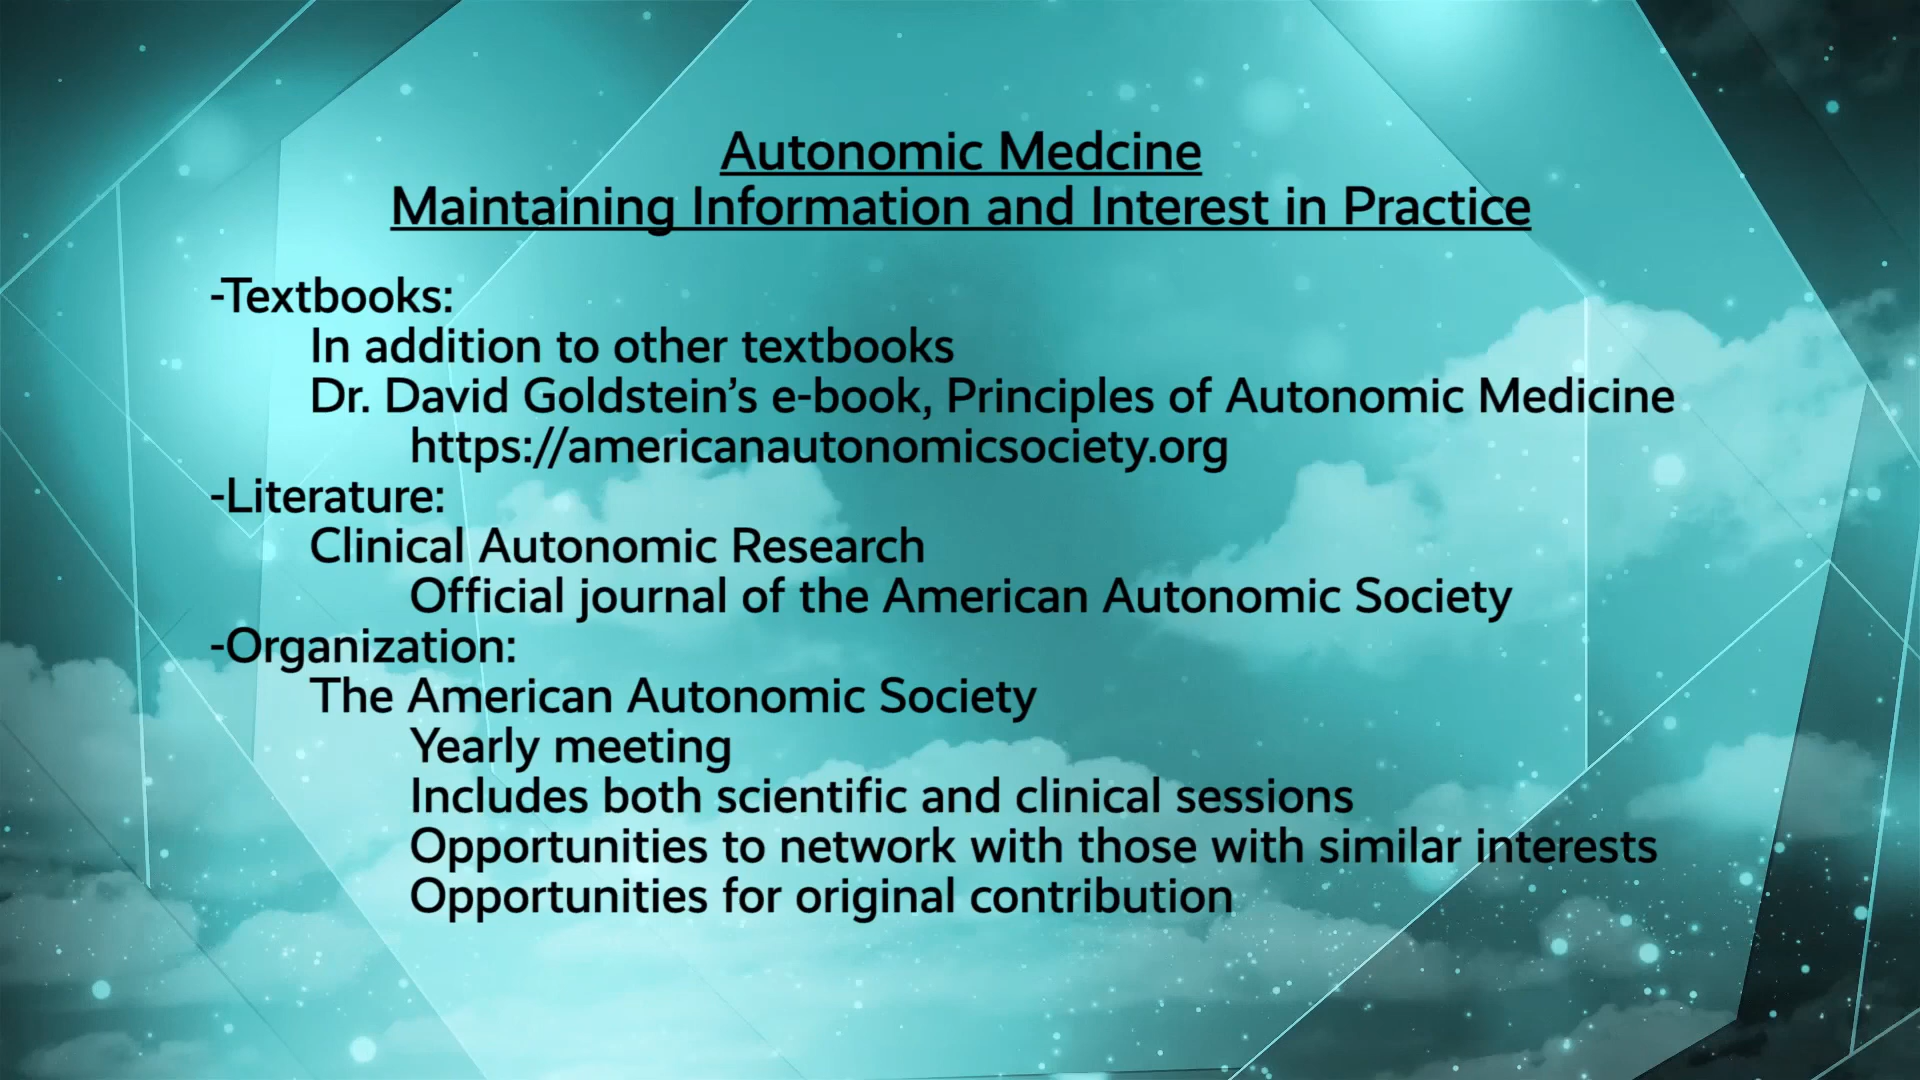 Autonomic Medcine
Maintaining Information and Interest in Practice
-Textbooks:
In addition to other textbooks
Dr. David Goldstein’s e-book, Principles of Autonomic Medicine
https://americanautonomicsociety.org
-Literature:
Clinical Autonomic Research
Official journal of the American Autonomic Society
-Organization:
The American Autonomic Society
Yearly meeting
Includes both scientific and clinical sessions
Opportunities to network with those with similar interests
Opportunities for original contribution